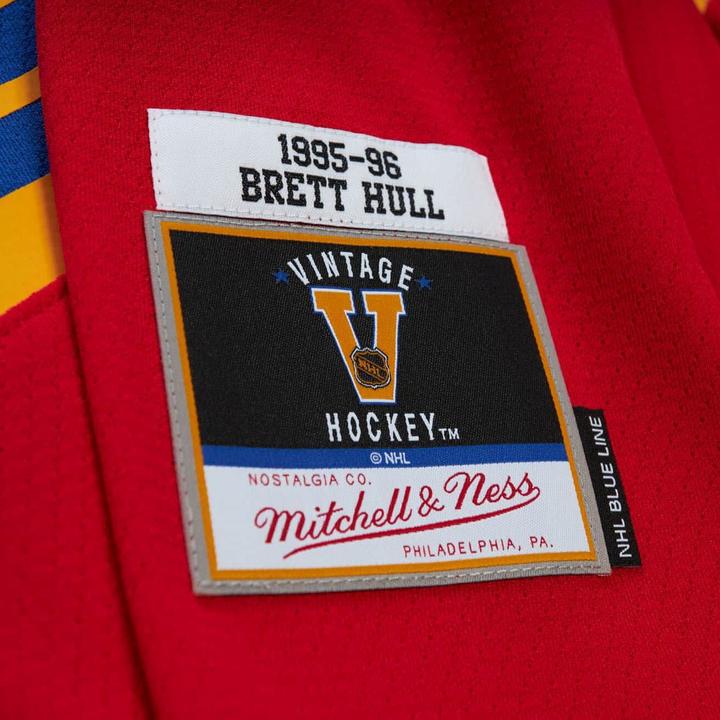 1995-96
BRETT HULL
VINTAGE
V
NHL
HOCKEY™
© NHL
NOSTALGIA CO.
Mitchell & Ness
PHILADELPHIA, PA.
NHL BLUE LINE